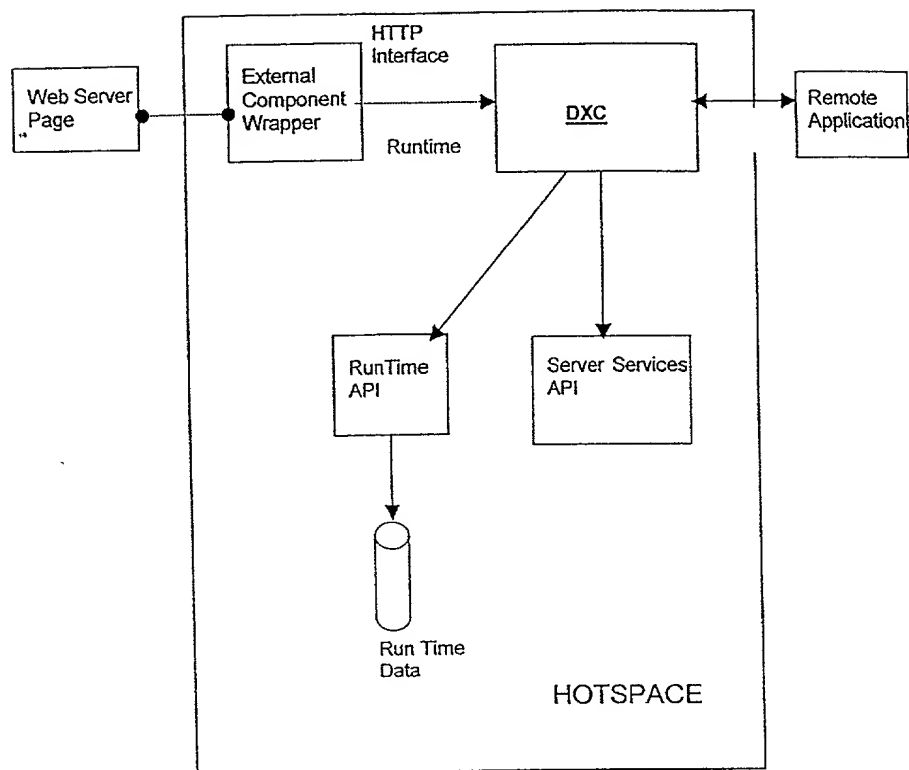 HTTP
Interface
Web Server
Page
External
Component
Wrapper
DXC
Remote
Application
Runtime
RunTime
API
Server Services
API
Run Time
Data
HOTSPACE